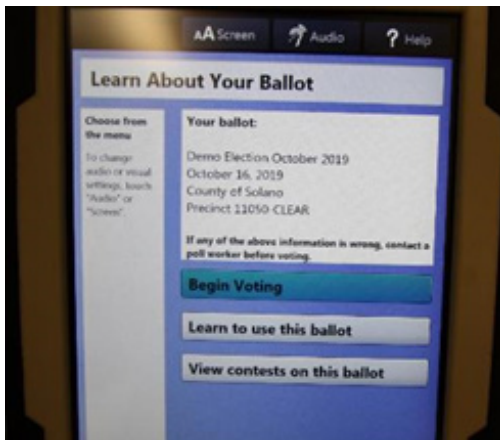 AA Screen
Audio
? Help
Learn About Your Ballot
Choose from
the menu
To change
audio or visual
settings, touch
"Audio" or
"Screen".
Your ballot:
Demo Election October 2019
October 16, 2019
County of Solano
Precinct 11050-CLEAR
If any of the above information is wrong, contact a
poll worker before voting.
Begin Voting
Learn to use this ballot
View contests on this ballot